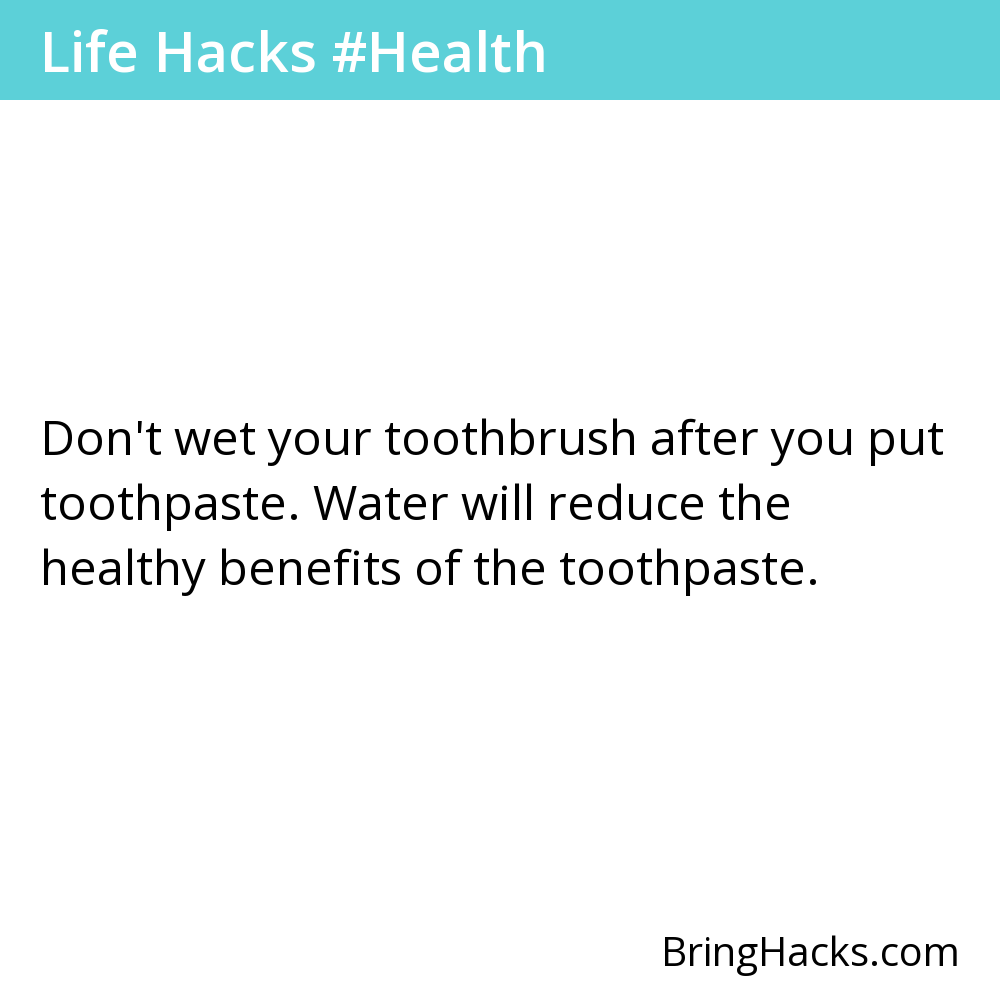 Life Hacks #Health
Don't wet your toothbrush after you put
toothpaste. Water will reduce the
healthy benefits of the toothpaste.
BringHacks.com